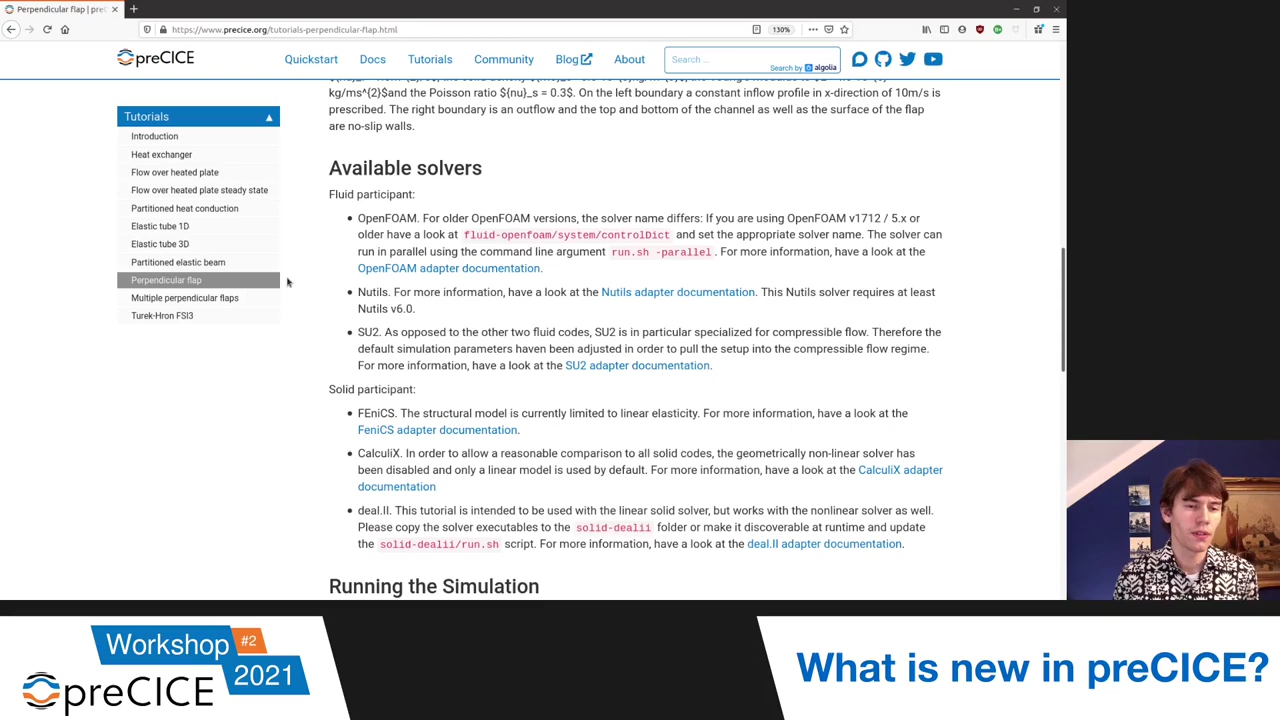 Perpendicular flap | pre
https://www.precice.org/tutorials-perpendicular-flap.html
130%
preCICE
Quickstart
Docs
Tutorials
Community
Blog
About
Search ...
Search by algolia
kg/ms^{2}$and the Poisson ratio ${nu}_s = 0.3$. On the left boundary a constant inflow profile in x-direction of 10m/s is
prescribed. The right boundary is an outflow and the top and bottom of the channel as well as the surface of the flap
are no-slip walls.
Tutorials
Introduction
Heat exchanger
Flow over heated plate
Flow over heated plate steady state
Partitioned heat conduction
Elastic tube 1D
Elastic tube 3D
Partitioned elastic beam
Perpendicular flap
Multiple perpendicular flaps
Turek-Hron FSI3
Available solvers
Fluid participant:
OpenFOAM. For older OpenFOAM versions, the solver name differs: If you are using OpenFOAM v1712 / 5.x or
older have a look at fluid-openfoam/system/controlDict and set the appropriate solver name. The solver can
run in parallel using the command line argument run.sh -parallel. For more information, have a look at the
OpenFOAM adapter documentation.
Nutils. For more information, have a look at the Nutils adapter documentation. This Nutils solver requires at least
Nutils v6.0.
SU2. As opposed to the other two fluid codes, SU2 is in particular specialized for compressible flow. Therefore the
default simulation parameters haven been adjusted in order to pull the setup into the compressible flow regime.
For more information, have a look at the SU2 adapter documentation.
Solid participant:
FEniCS. The structural model is currently limited to linear elasticity. For more information, have a look at the
FeniCS adapter documentation.
CalculiX. In order to allow a reasonable comparison to all solid codes, the geometrically non-linear solver has
been disabled and only a linear model is used by default. For more information, have a look at the CalculiX adapter
documentation
deal.II. This tutorial is intended to be used with the linear solid solver, but works with the nonlinear solver as well.
Please copy the solver executables to the solid-dealii folder or make it discoverable at runtime and update
the solid-dealii/run.sh script. For more information, have a look at the deal.II adapter documentation.
Running the Simulation
Workshop #2
2021
preCICE
What is new in preCICE?